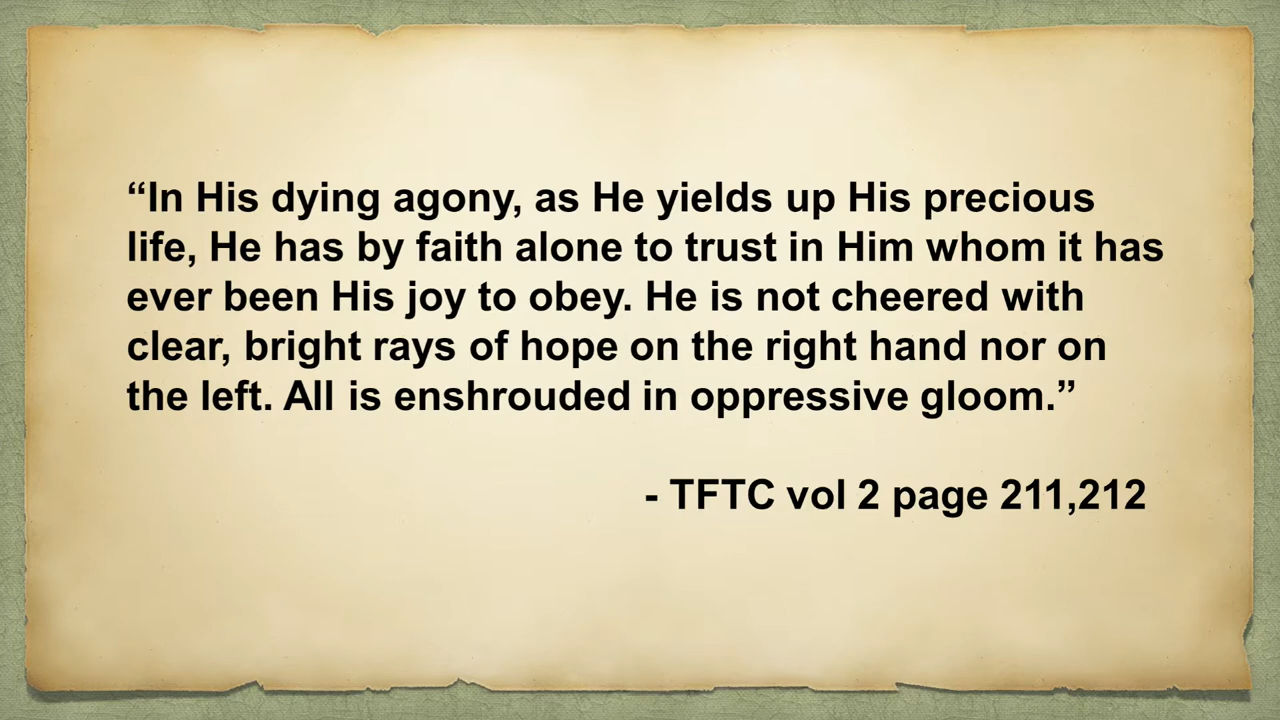 “In His dying agony, as He yields up His precious
life, He has by faith alone to trust in Him whom it has
ever been His joy to obey. He is not cheered with
clear, bright rays of hope on the right hand nor on
the left. All is enshrouded in oppressive gloom.”
- TFTC vol 2 page 211,212